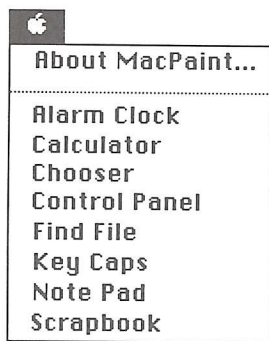 About MacPaint...
Alarm Clock
Calculator
Chooser
Control Panel
Find File
Key Caps
Note Pad
Scrapbook